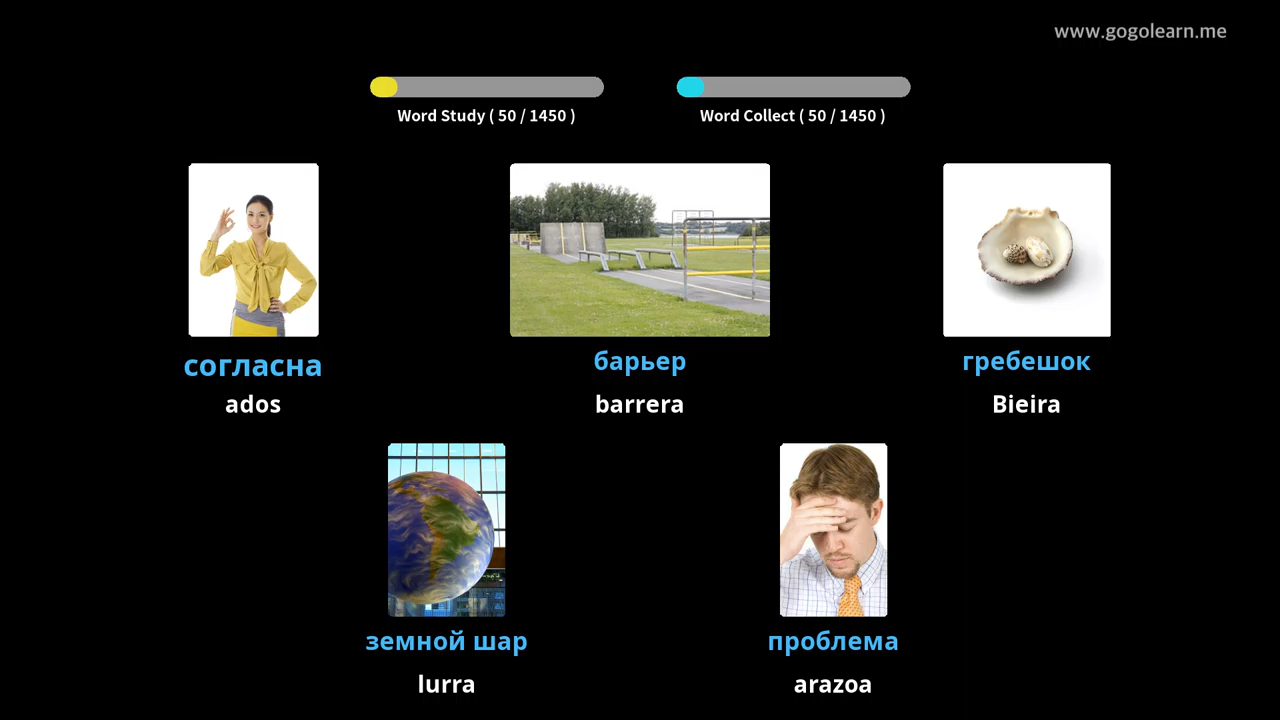 www.gogolearn.me
Word Study ( 50 / 1450 )
Word Collect ( 50 / 1450 )
согласна
ados
барьер
barrera
гребешок
Bieira
земной шар
lurra
проблема
arazoa